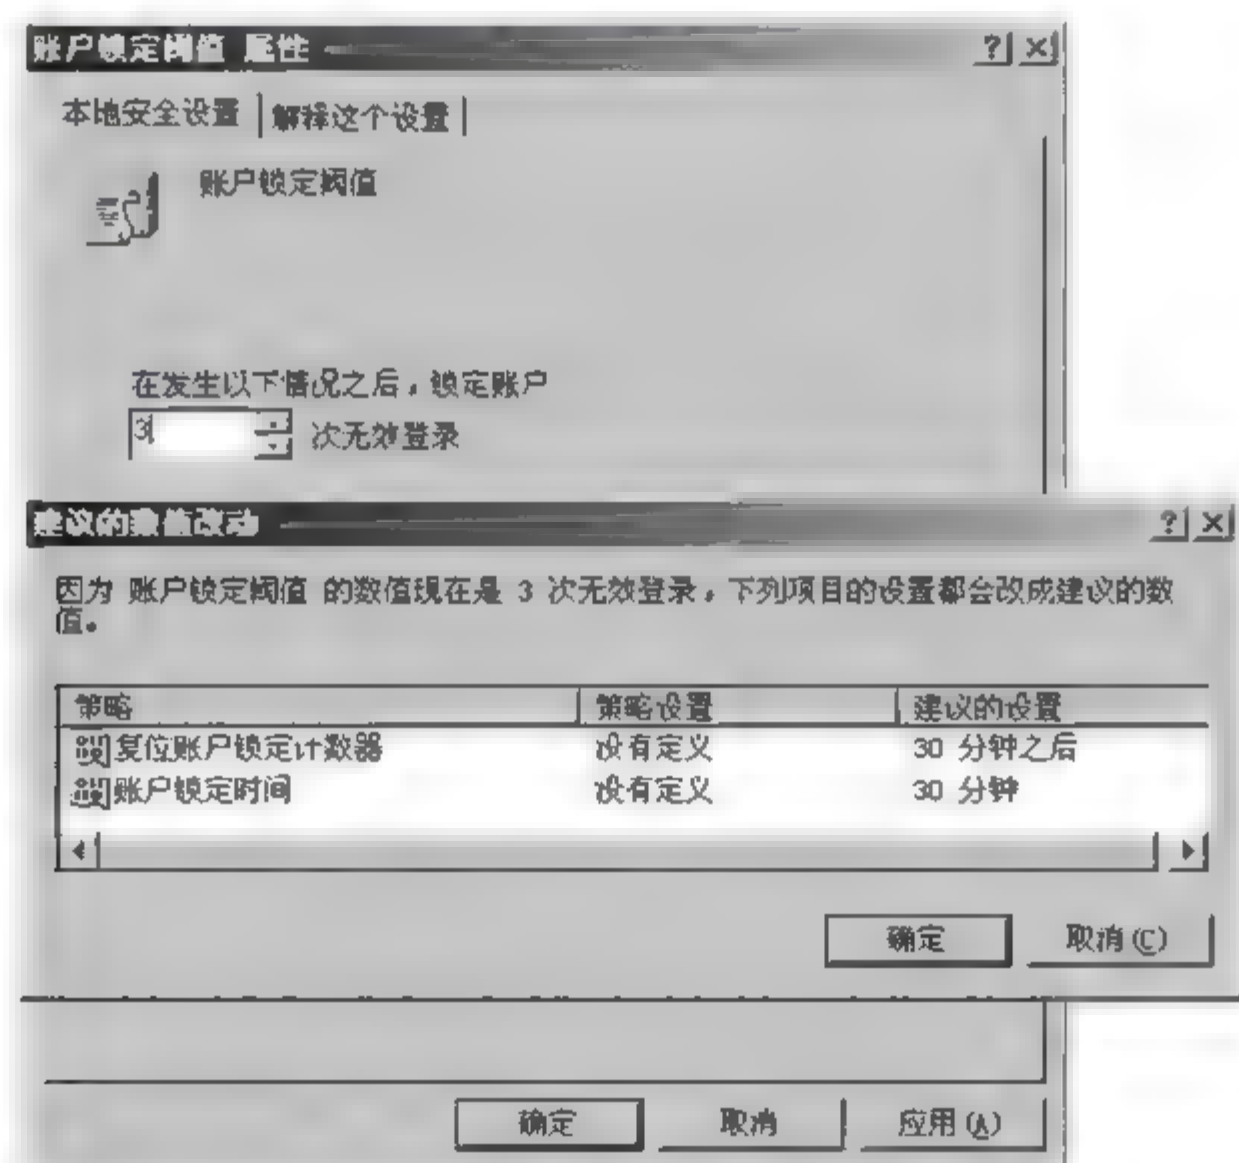 账户锁定阈值 属性
本地安全设置
解释这个设置
账户锁定阈值
在发生以下情况之后，锁定账户
3
次无效登录
建议的数值改动
因为 账户锁定阈值 的数值现在是 3 次无效登录，下列项目的设置都会改成建议的数
值。
策略 策略设置 建议的设置
复位账户锁定计数器 没有定义 30 分钟之后
账户锁定时间 没有定义 30 分钟
确定 取消(C)
确定 取消 应用(A)